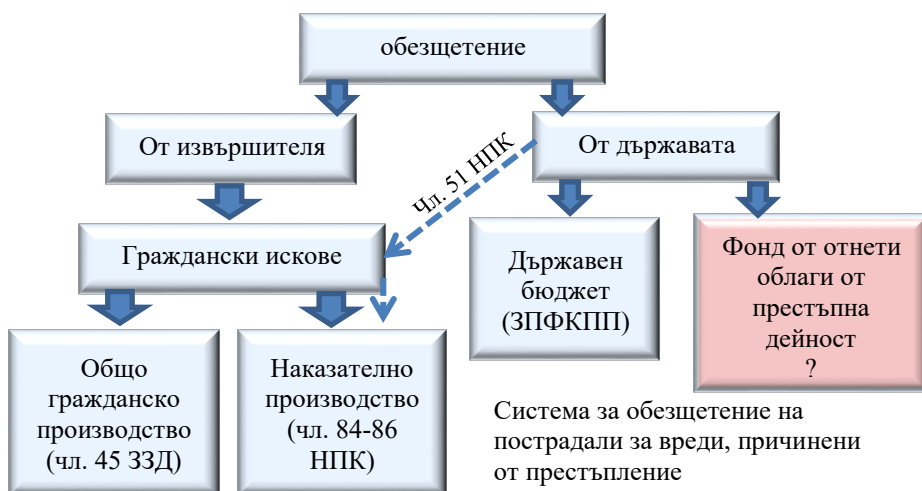 обезщетение
От извършителя
От държавата
Чл. 51 НПК
Граждански искове
Държавен
бюджет
(ЗПФКПП)
Фонд от отнети
облаги от
престъпна
дейност
?
Общо
гражданско
производство
(чл. 45 ЗЗД)
Наказателно
производство
(чл. 84-86
НПК)
Система за обезщетение на
пострадали за вреди, причинени
от престъпление